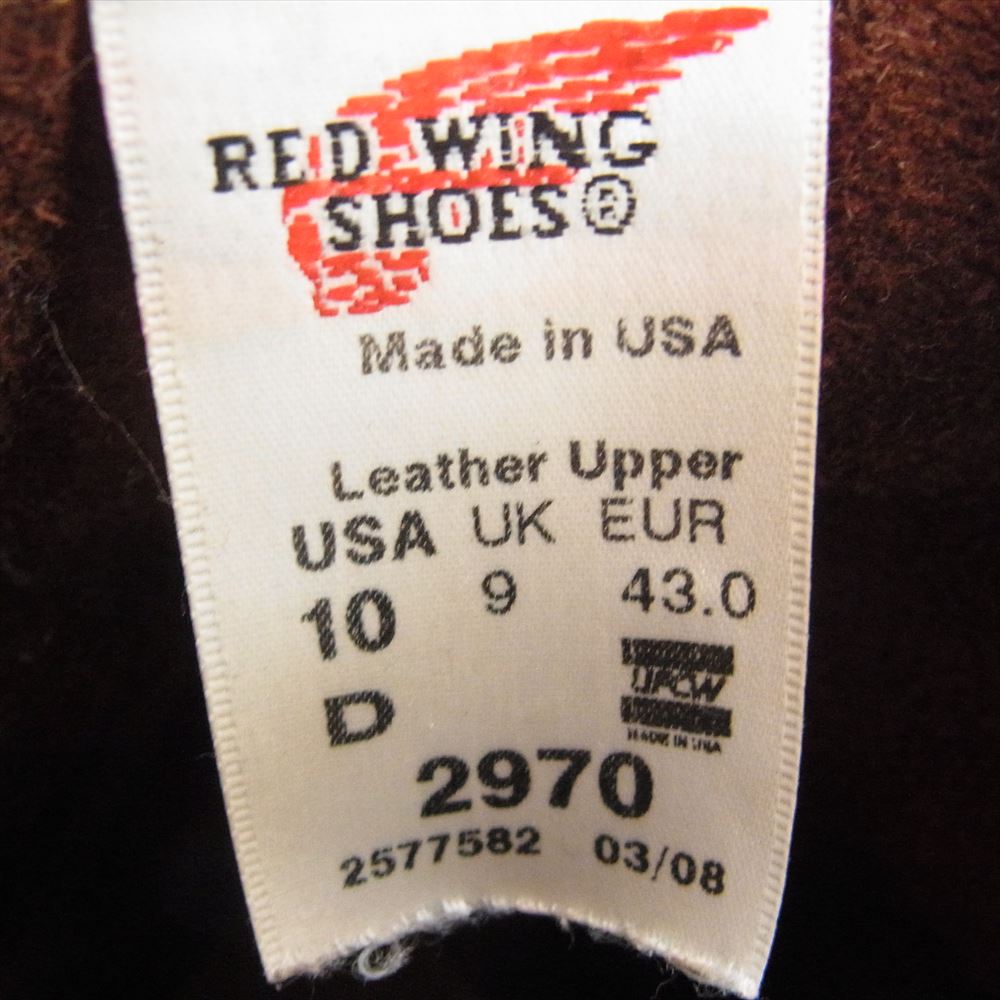 RED WING
SHOES®
Made in USA
Leather Upper
USA UK EUR
10 9 43.0
UFCW
MADE IN USA
D
2970
2577582 03/08